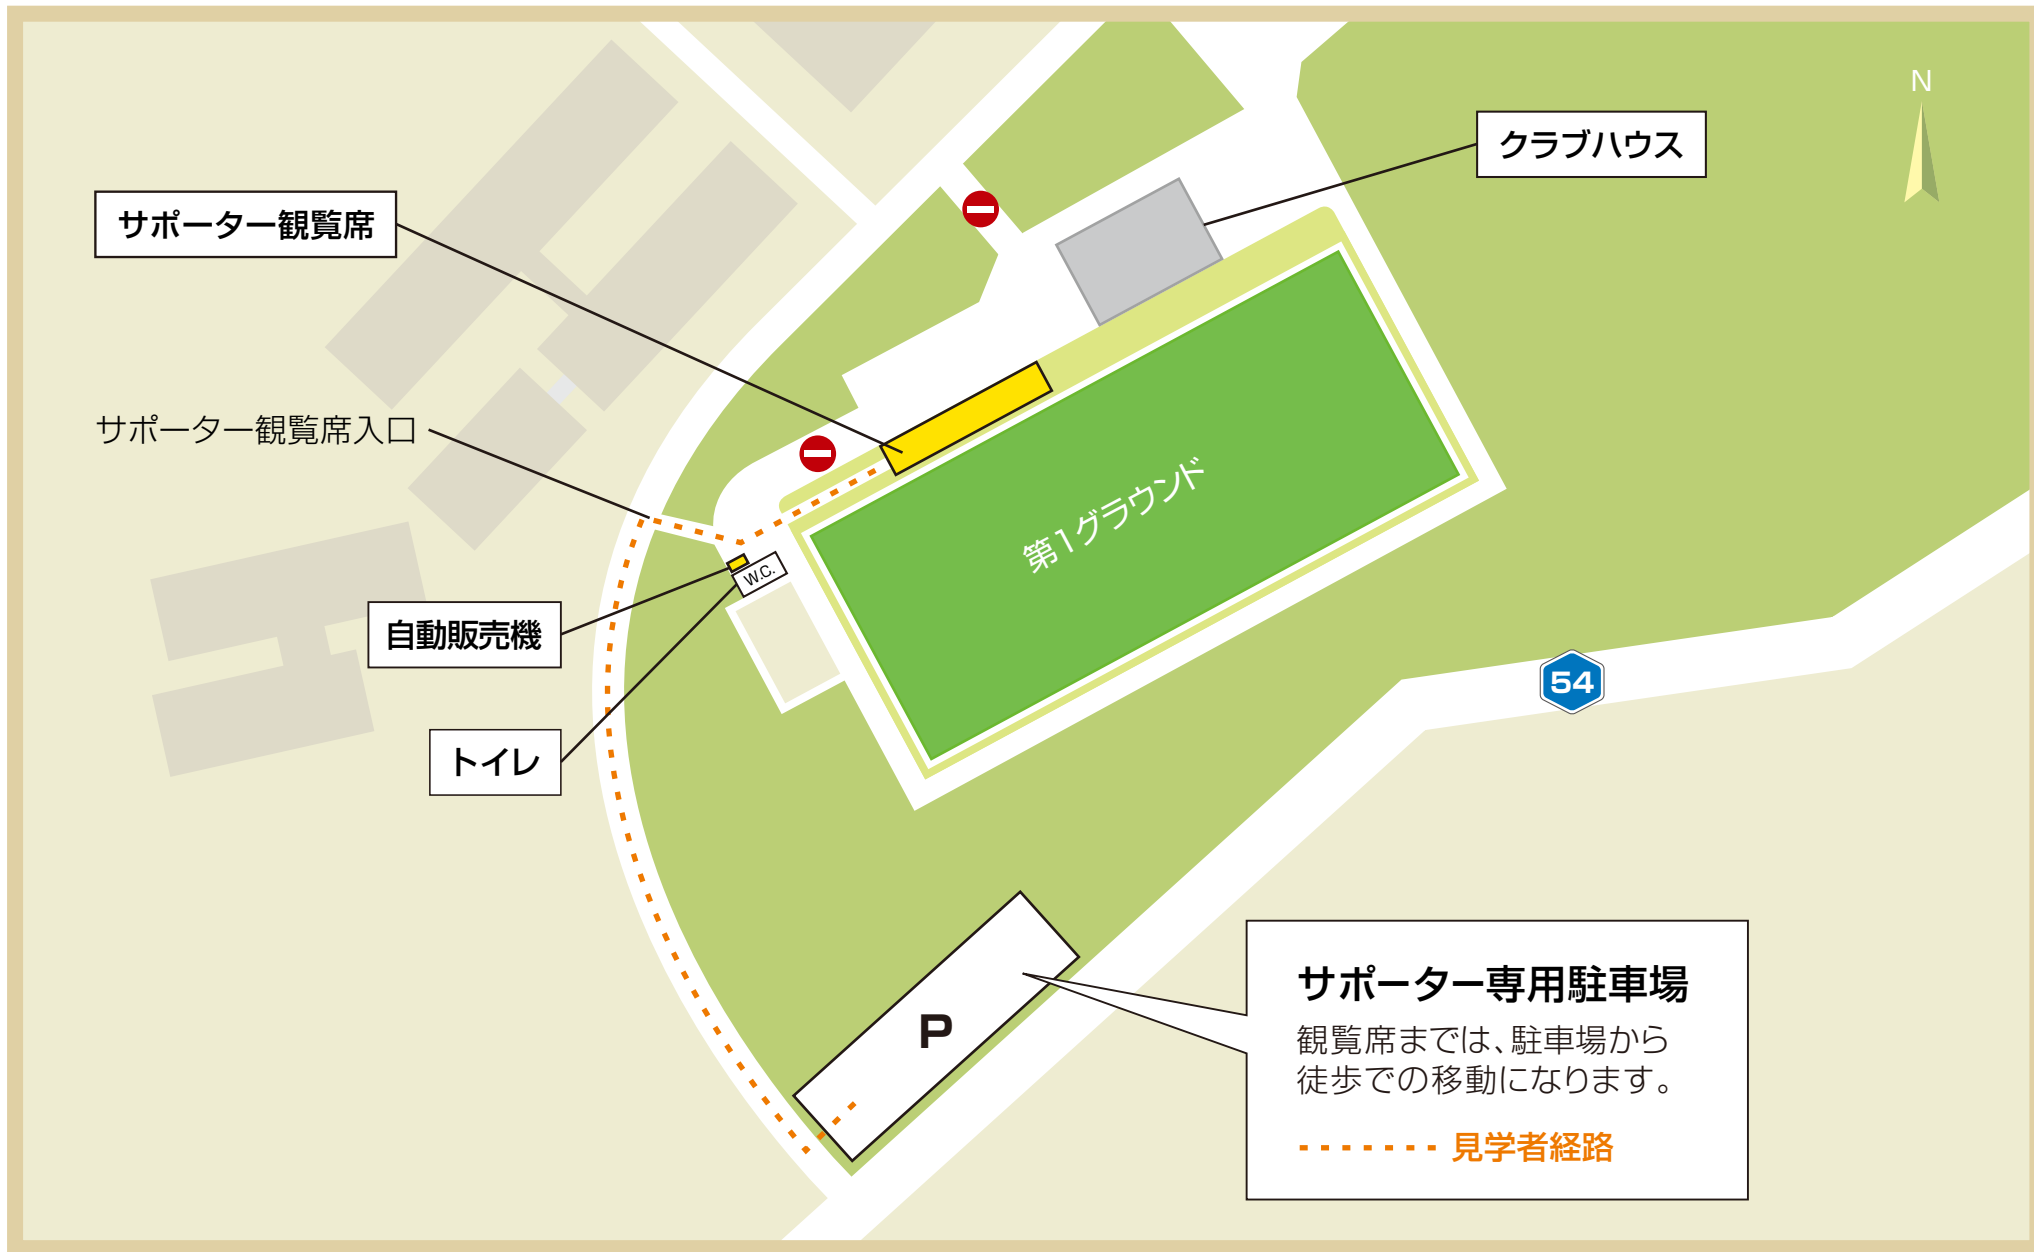 N
クラブハウス
サポーター観覧席
サポーター観覧席入口
第1グラウンド
W.C.
自動販売機
トイレ
54
P
サポーター専用駐車場
観覧席までは、駐車場から
徒歩での移動になります。
見学者経路